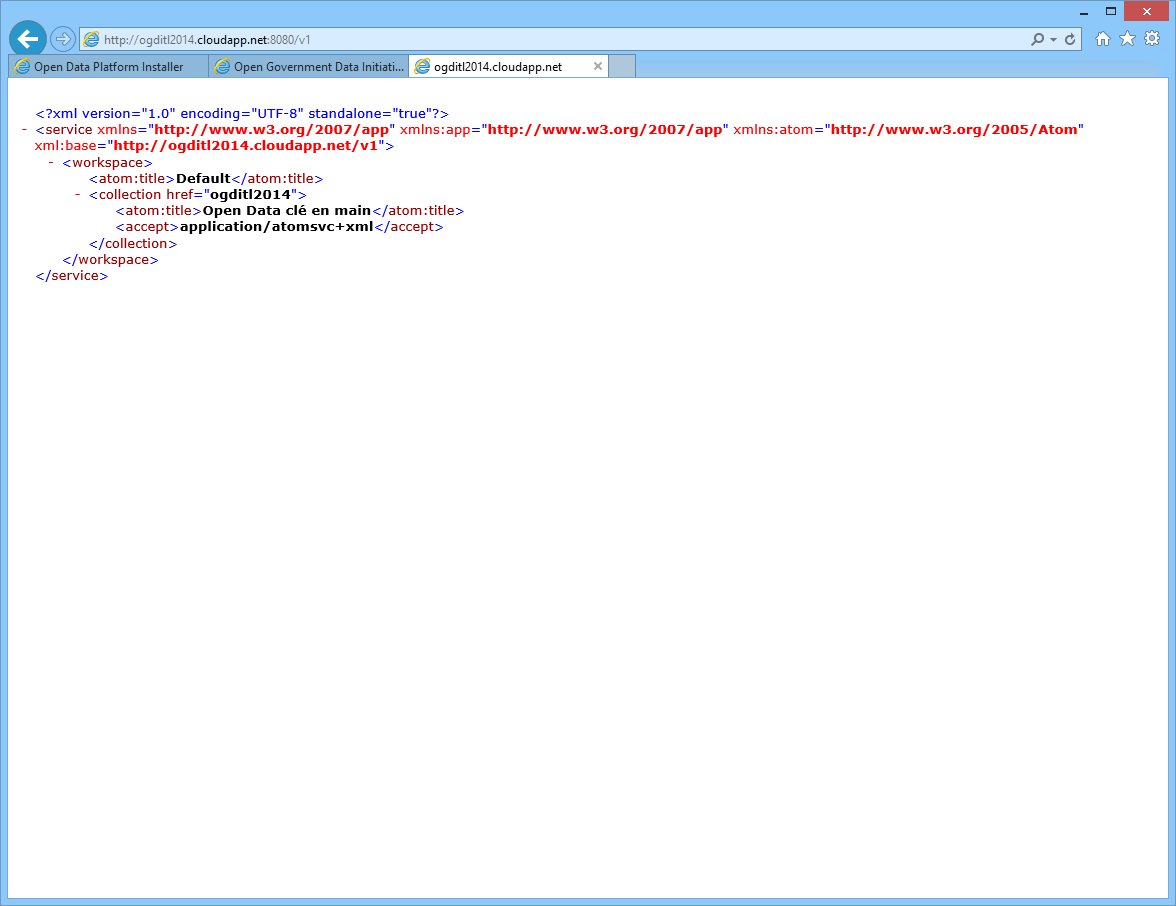 http://ogditl2014.cloudapp.net:8080/v1
Open Data Platform Installer
Open Government Data Initiati...
ogditl2014.cloudapp.net
<?xml version="1.0" encoding="UTF-8" standalone="true"?>
- <service xmlns="http://www.w3.org/2007/app" xmlns:app="http://www.w3.org/2007/app" xmlns:atom="http://www.w3.org/2005/Atom"
xml:base="http://ogditl2014.cloudapp.net/v1">
- <workspace>
<atom:title>Default</atom:title>
- <collection href="ogditl2014">
<atom:title>Open Data clé en main</atom:title>
<accept>application/atomsvc+xml</accept>
</collection>
</workspace>
</service>